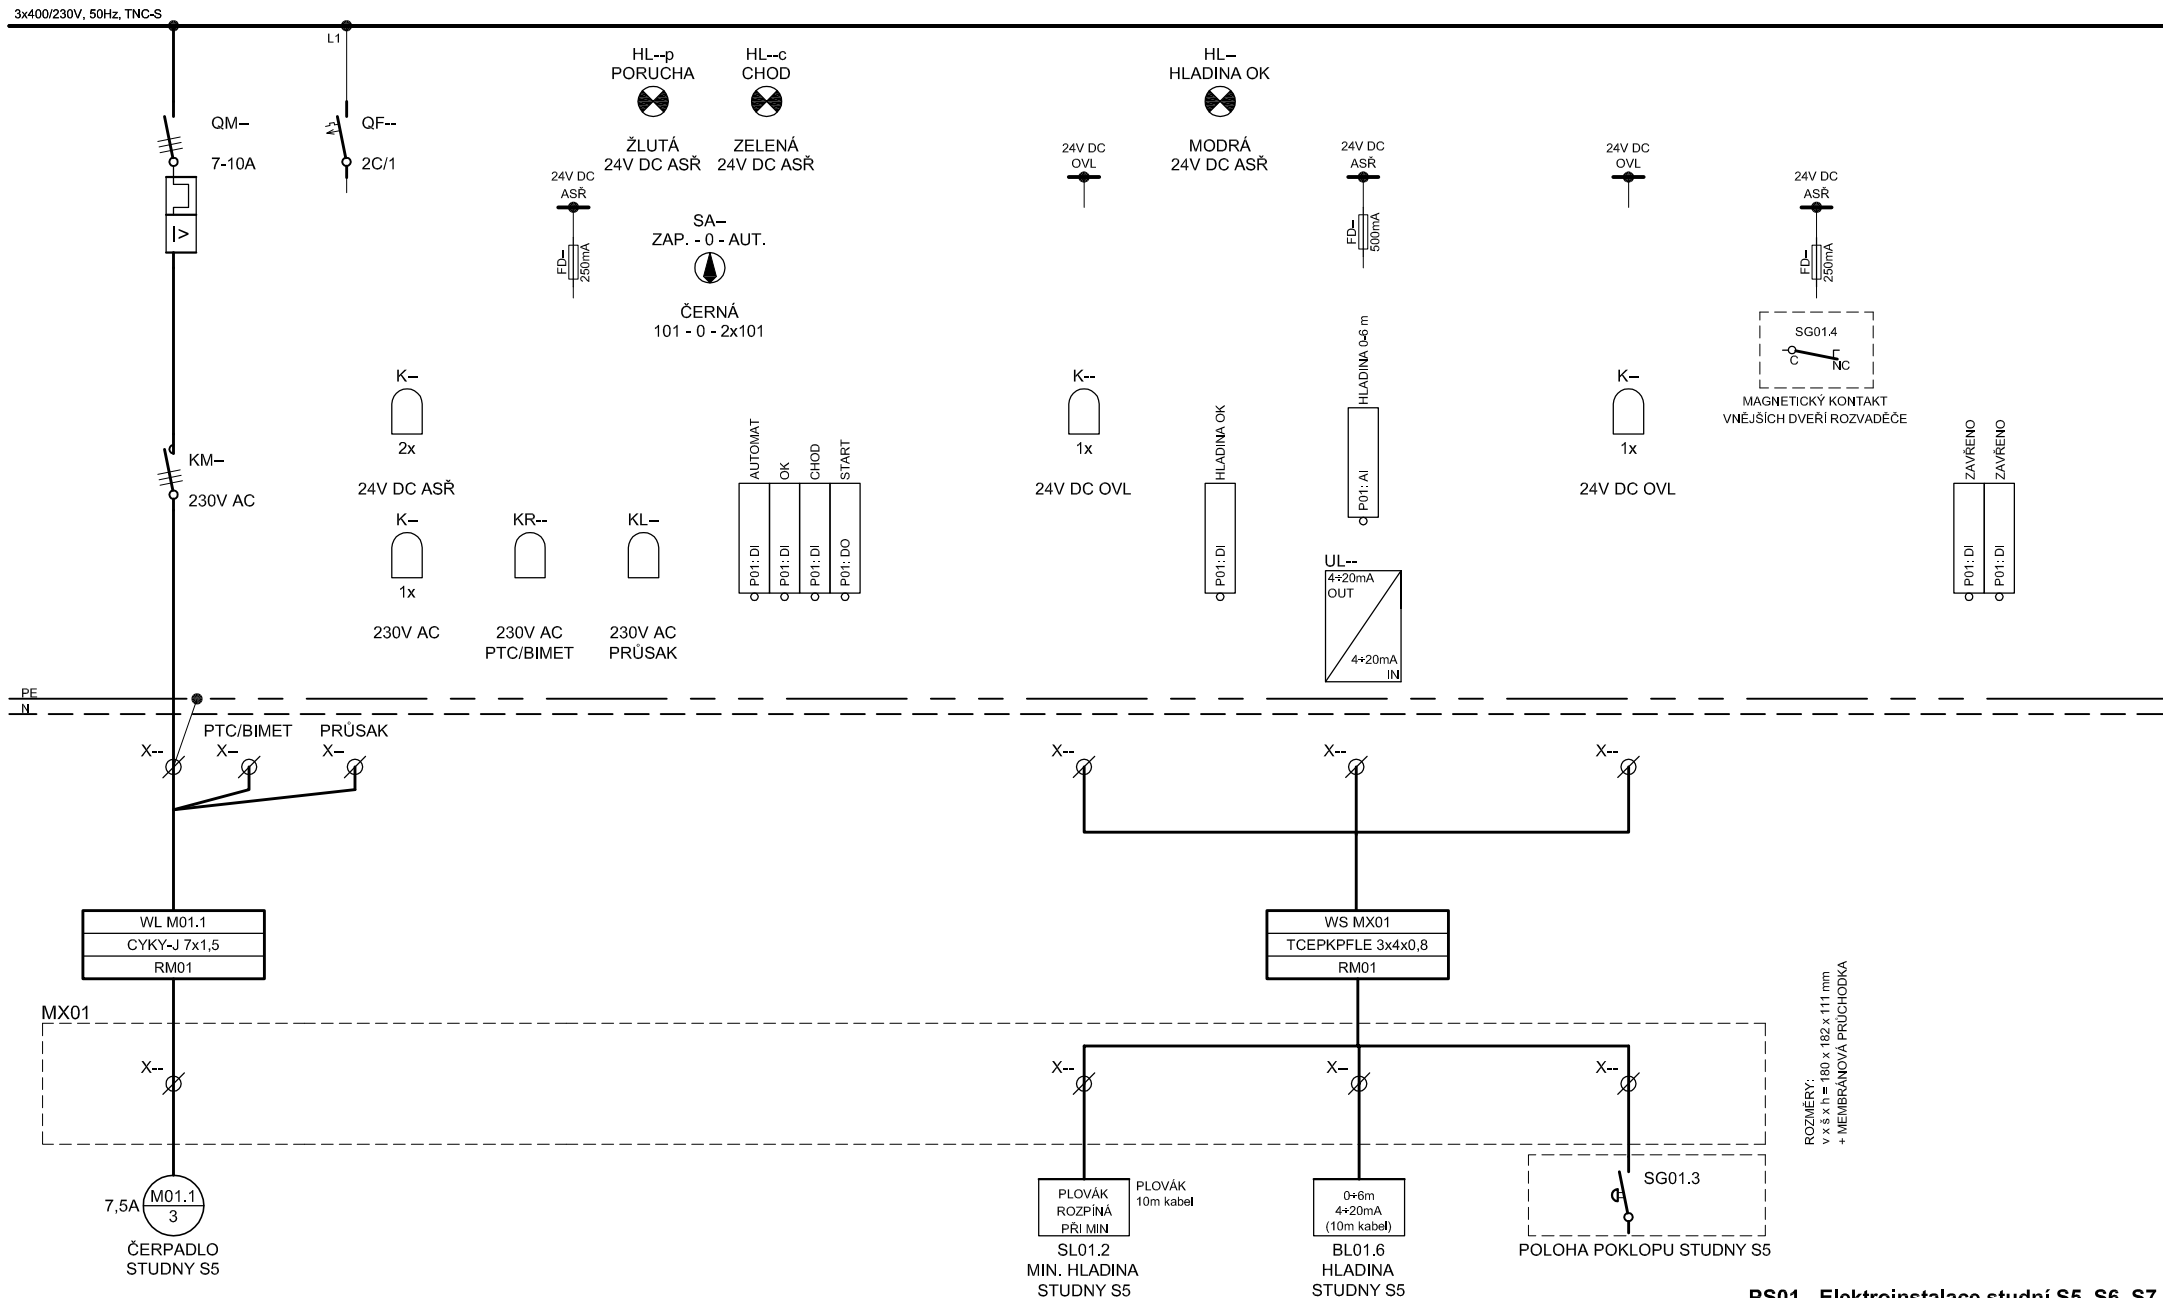 3x400/230V, 50Hz, TNC-S
L1
QM–
7-10A
I>
QF--
2C/1
HL--p
PORUCHA
ŽLUTÁ
24V DC ASŘ
HL--c
CHOD
ZELENÁ
24V DC ASŘ
HL–
HLADINA OK
MODRÁ
24V DC ASŘ
24V DC
ASŘ
FD–
250mA
SA–
ZAP. - 0 - AUT.
ČERNÁ
101 - 0 - 2x101
24V DC
OVL
24V DC
ASŘ
FD–
500mA
24V DC
OVL
24V DC
ASŘ
FD–
250mA
SG01.4
C
NC
MAGNETICKÝ KONTAKT
VNĚJŠÍCH DVEŘÍ ROZVADĚČE
KM–
230V AC
K–
2x
24V DC ASŘ
K–
1x
230V AC
KR--
230V AC
PTC/BIMET
KL–
230V AC
PRŮSAK
AUTOMAT
P01: DI
OK
P01: DI
CHOD
P01: DI
START
P01: DO
K--
1x
24V DC OVL
HLADINA OK
P01: DI
HLADINA 0-6 m
P01: AI
UL--
4÷20mA
OUT
4÷20mA
IN
K–
1x
24V DC OVL
ZAVŘENO
P01: DI
ZAVŘENO
P01: DI
PE
N
PTC/BIMET
PRŮSAK
X--
X–
X–
X--
X--
X--
WL M01.1
CYKY-J 7x1,5
RM01
WS MX01
TCEPKPFLE 3x4x0,8
RM01
MX01
X--
X--
X–
X--
ROZMĚRY:
v x š x h = 180 x 182 x 111 mm
+ MEMBRÁNOVÁ PRŮCHODKA
7,5A
M01.1
3
ČERPADLO
STUDNY S5
PLOVÁK
ROZPÍNÁ
PŘI MIN
PLOVÁK
10m kabel
SL01.2
MIN. HLADINA
STUDNY S5
0÷6m
4÷20mA
(10m kabel)
BL01.6
HLADINA
STUDNY S5
SG01.3
POLOHA POKLOPU STUDNY S5
PS01 - Elektroinstalace studní S5, S6, S7